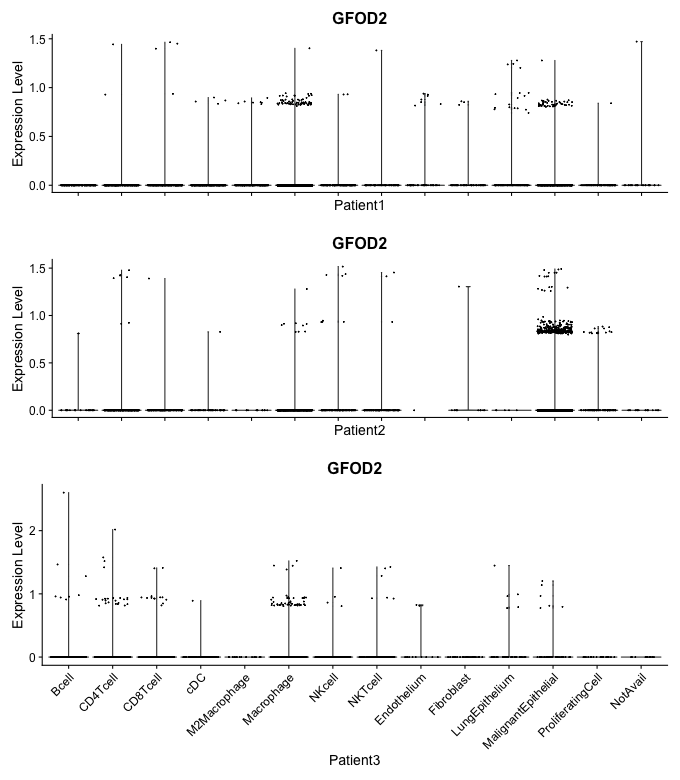 GFOD2
Expression Level
1.5
1.0
0.5
0.0
Patient1
GFOD2
Expression Level
1.5
1.0
0.5
0.0
Patient2
GFOD2
Expression Level
2
1
0
Bcell
CD4Tcell
CD8Tcell
cDC
M2Macrophage
Macrophage
NKcell
NKTcell
Endothelium
Fibroblast
LungEpithelium
MalignantEpithelial
ProliferatingCell
NotAvail
Patient3